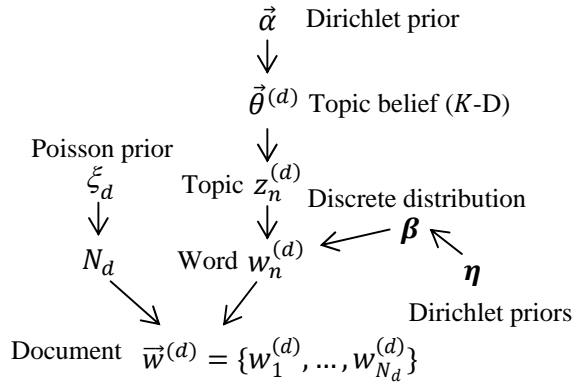 α⃗ Dirichlet prior
θ⃗⁽ᵈ⁾ Topic belief (K-D)
Poisson prior
ξ_d Topic z_n^{(d)}
Discrete distribution
β
N_d Word w_n^{(d)}
η
Dirichlet priors
Document w⃗^{(d)} = {w_1^{(d)}, ..., w_{N_d}^{(d)}}